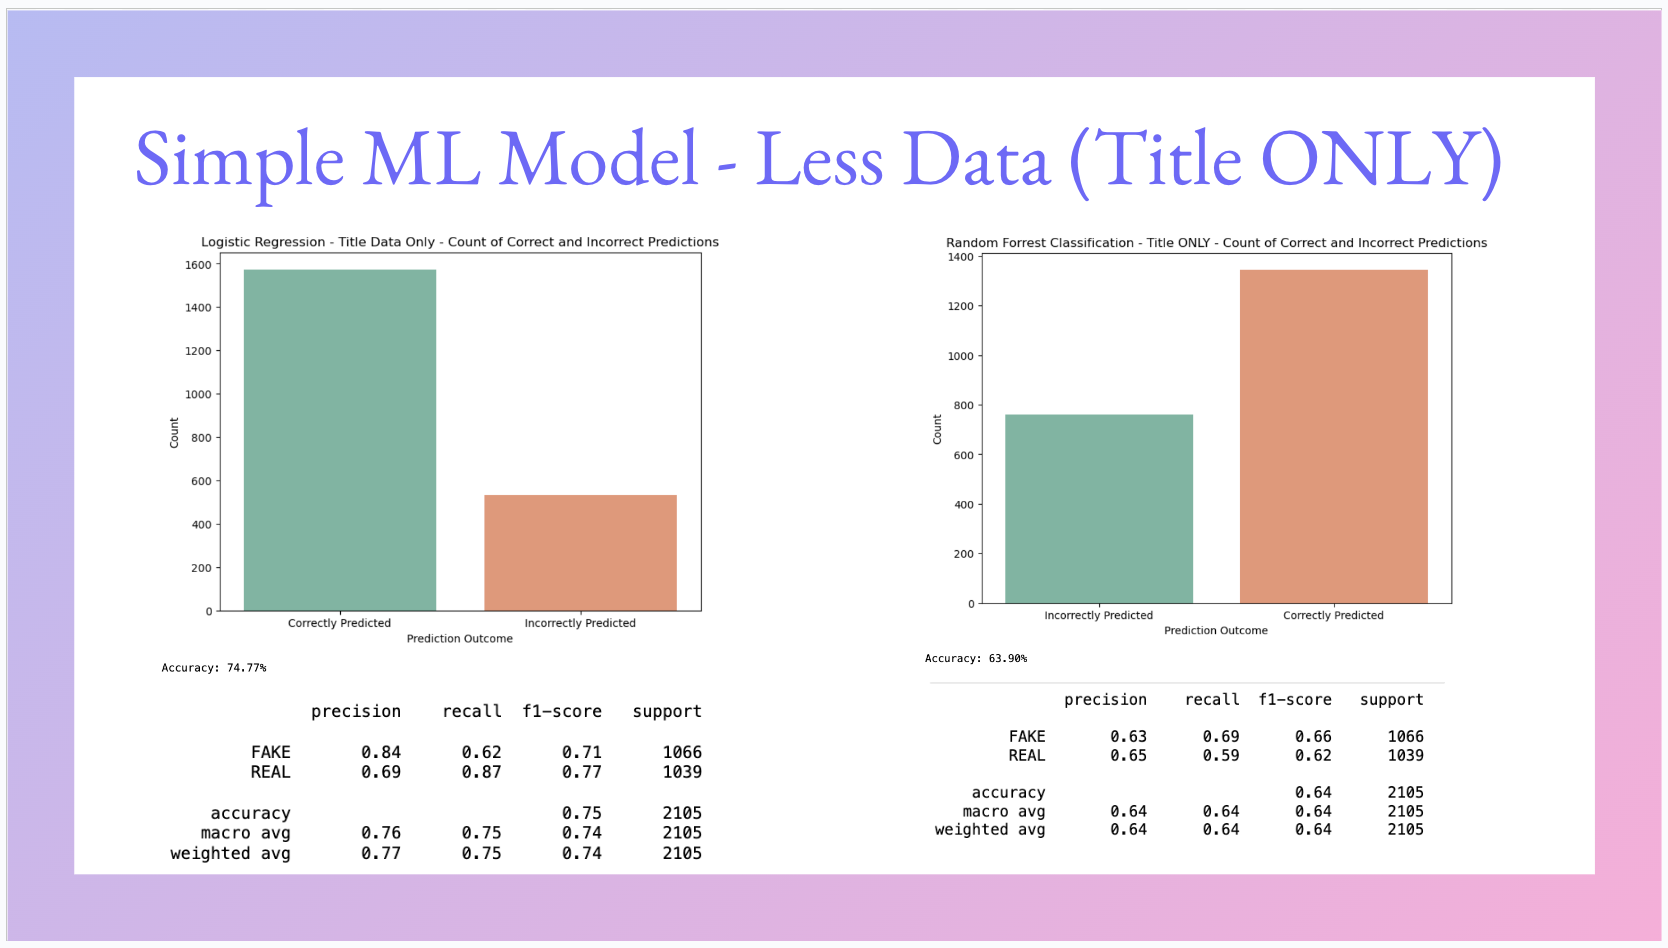 Simple ML Model - Less Data (Title ONLY)
Logistic Regression - Title Data Only - Count of Correct and Incorrect Predictions
1600
1400
1200
1000
800
600
400
200
0
Count
Correctly Predicted Incorrectly Predicted
Prediction Outcome
Accuracy: 74.77%
precision recall f1-score support
FAKE 0.84 0.62 0.71 1066
REAL 0.69 0.87 0.77 1039
accuracy 0.75 2105
macro avg 0.76 0.75 0.74 2105
weighted avg 0.77 0.75 0.74 2105
Random Forrest Classification - Title ONLY - Count of Correct and Incorrect Predictions
1400
1200
1000
800
600
400
200
0
Count
Incorrectly Predicted Correctly Predicted
Prediction Outcome
Accuracy: 63.90%
precision recall f1-score support
FAKE 0.63 0.69 0.66 1066
REAL 0.65 0.59 0.62 1039
accuracy 0.64 2105
macro avg 0.64 0.64 0.64 2105
weighted avg 0.64 0.64 0.64 2105